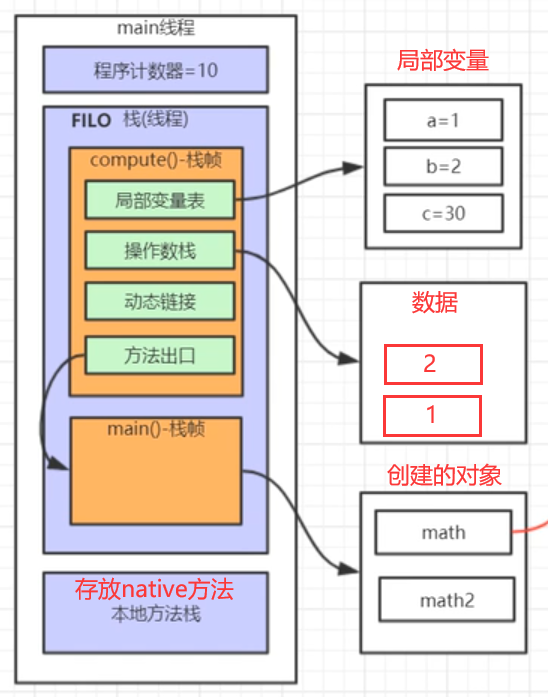 main线程
程序计数器=10
FILO 栈(线程)
compute()-栈帧
局部变量表
操作数栈
动态链接
方法出口
main()-栈帧
存放native方法
本地方法栈
局部变量
a=1
b=2
c=30
数据
2
1
创建的对象
math
math2